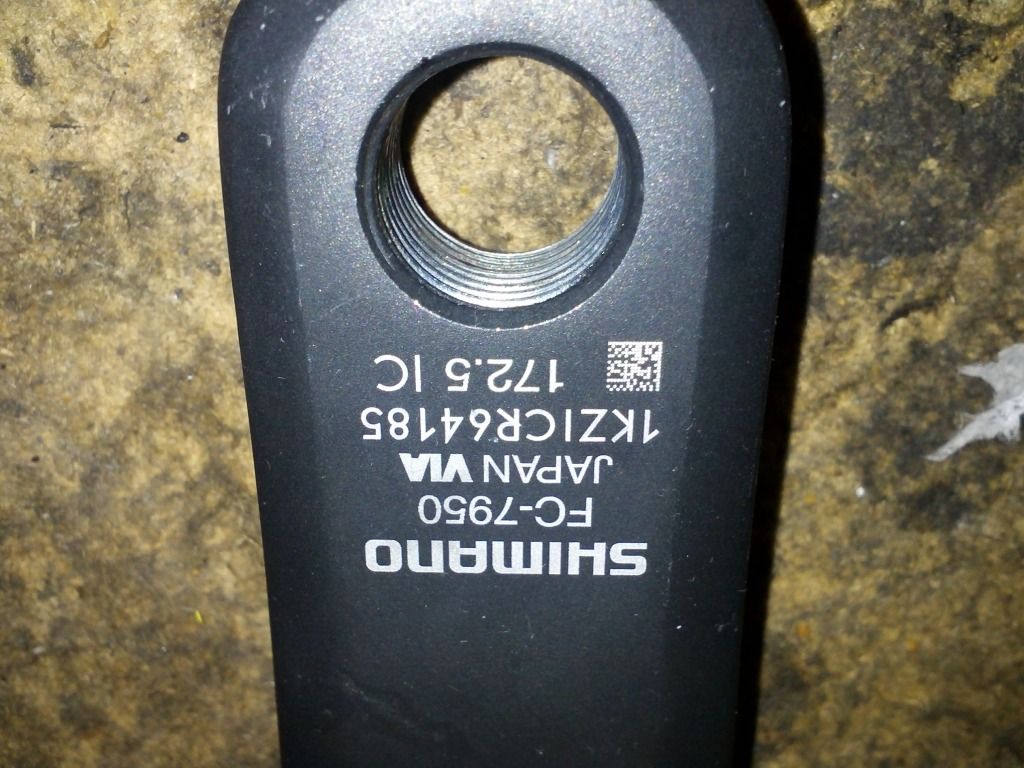 SHIMANO
FC-7950
JAPAN VIA
1KZICR64185
172.5 IC